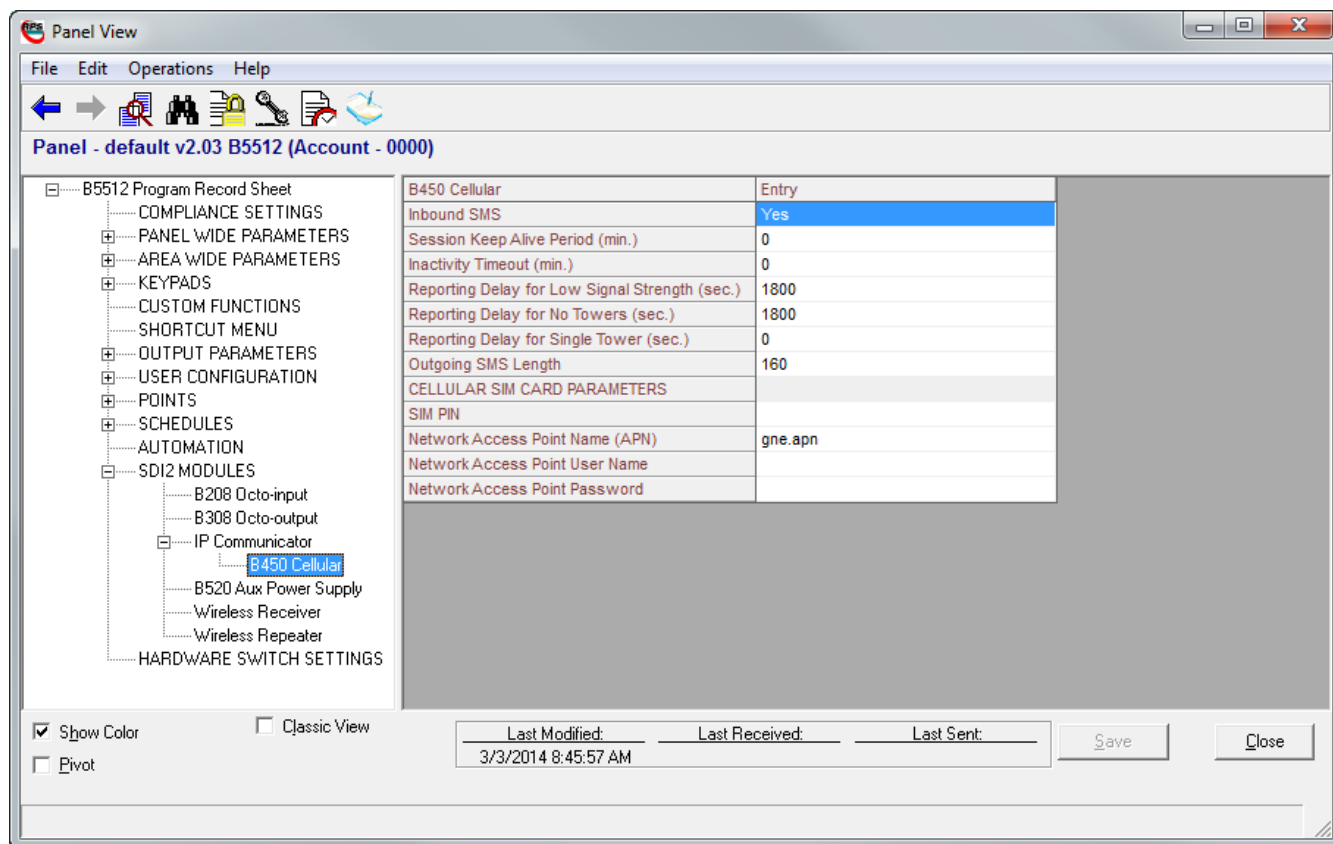 RPS Panel View
File Edit Operations Help
Panel - default v2.03 B5512 (Account - 0000)
B5512 Program Record Sheet
COMPLIANCE SETTINGS
PANEL WIDE PARAMETERS
AREA WIDE PARAMETERS
KEYPADS
CUSTOM FUNCTIONS
SHORTCUT MENU
OUTPUT PARAMETERS
USER CONFIGURATION
POINTS
SCHEDULES
AUTOMATION
SDI2 MODULES
B208 Octo-input
B308 Octo-output
IP Communicator
B450 Cellular
B520 Aux Power Supply
Wireless Receiver
Wireless Repeater
HARDWARE SWITCH SETTINGS
B450 Cellular Entry
Inbound SMS Yes
Session Keep Alive Period (min.) 0
Inactivity Timeout (min.) 0
Reporting Delay for Low Signal Strength (sec.) 1800
Reporting Delay for No Towers (sec.) 1800
Reporting Delay for Single Tower (sec.) 0
Outgoing SMS Length 160
CELLULAR SIM CARD PARAMETERS
SIM PIN
Network Access Point Name (APN) gne.apn
Network Access Point User Name
Network Access Point Password
Show Color Classic View
Pivot
Last Modified: Last Received: Last Sent:
3/3/2014 8:45:57 AM
Save Close